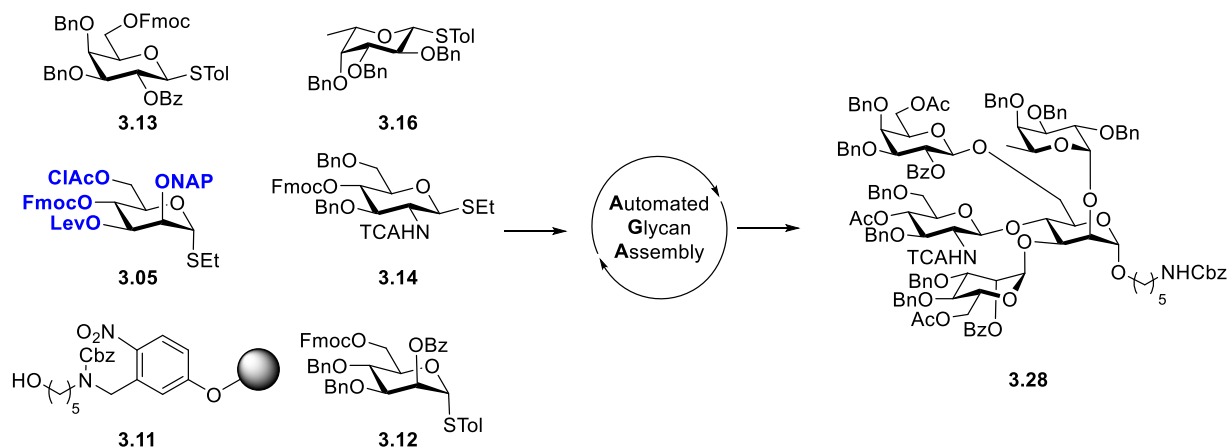 BnO OFmoc
O
BnO STol
OBz
3.13
O STol
OBn
OBn
BnO
3.16
ClAcO ONAP
FmocO O
LevO
SEt
3.05
BnO
FmocO O
BnO SEt
TCAHN
3.14
O2N
Cbz
HO N
5
O
3.11
FmocO OBz
BnO O
BnO
STol
3.12
Automated
Glycan
Assembly
BnO OAc
O
BnO O
BzO
BnO
BnO OBn
O
O
BnO
AcO O O O
BnO O
TCAHN
O
O NHCbz
5
BnO O
BnO O
AcO
BzO
3.28